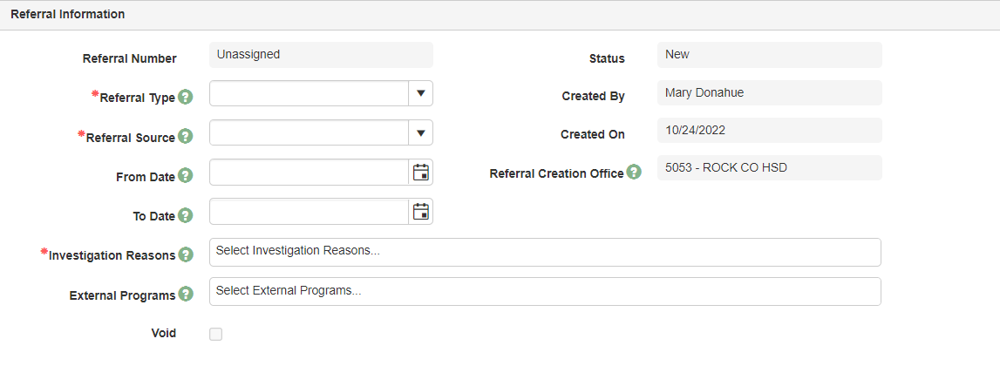 Referral Information
Referral Number Unassigned Status New
*Referral Type ? Created By Mary Donahue
*Referral Source ? Created On 10/24/2022
From Date ? Referral Creation Office ? 5053 - ROCK CO HSD
To Date ?
*Investigation Reasons ? Select Investigation Reasons...
External Programs ? Select External Programs...
Void